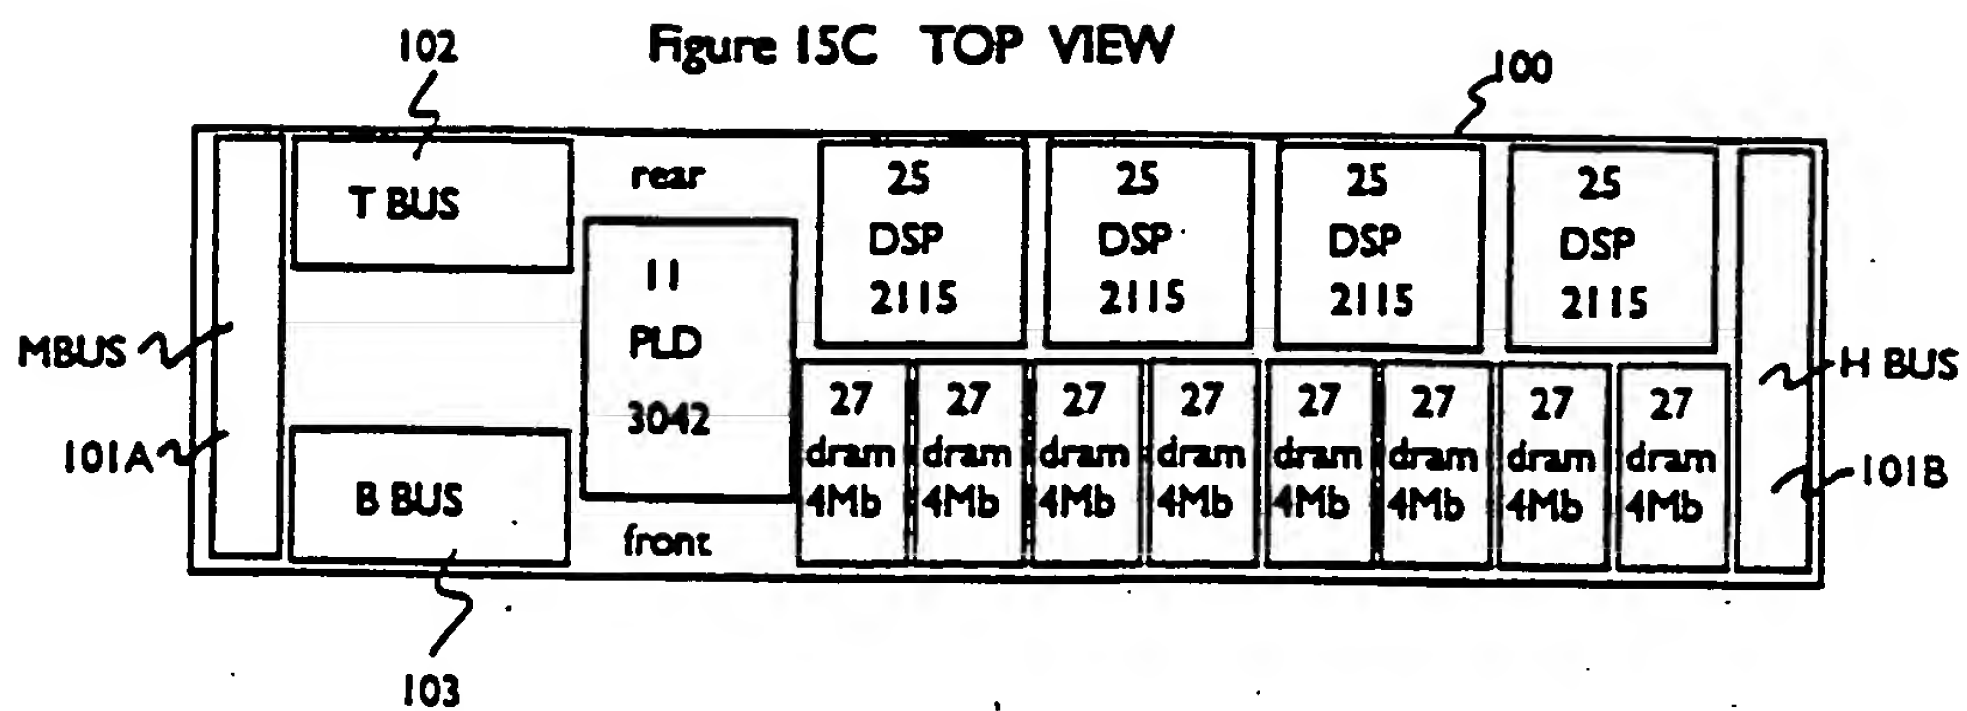 Figure 15C TOP VIEW
102
100
T BUS
rear
25
DSP
2115
25
DSP
2115
25
DSP
2115
25
DSP
2115
11
PLD
3042
MBUS
H BUS
101A
101B
B BUS
front
27
dram
4Mb
27
dram
4Mb
27
dram
4Mb
27
dram
4Mb
27
dram
4Mb
27
dram
4Mb
27
dram
4Mb
27
dram
4Mb
103